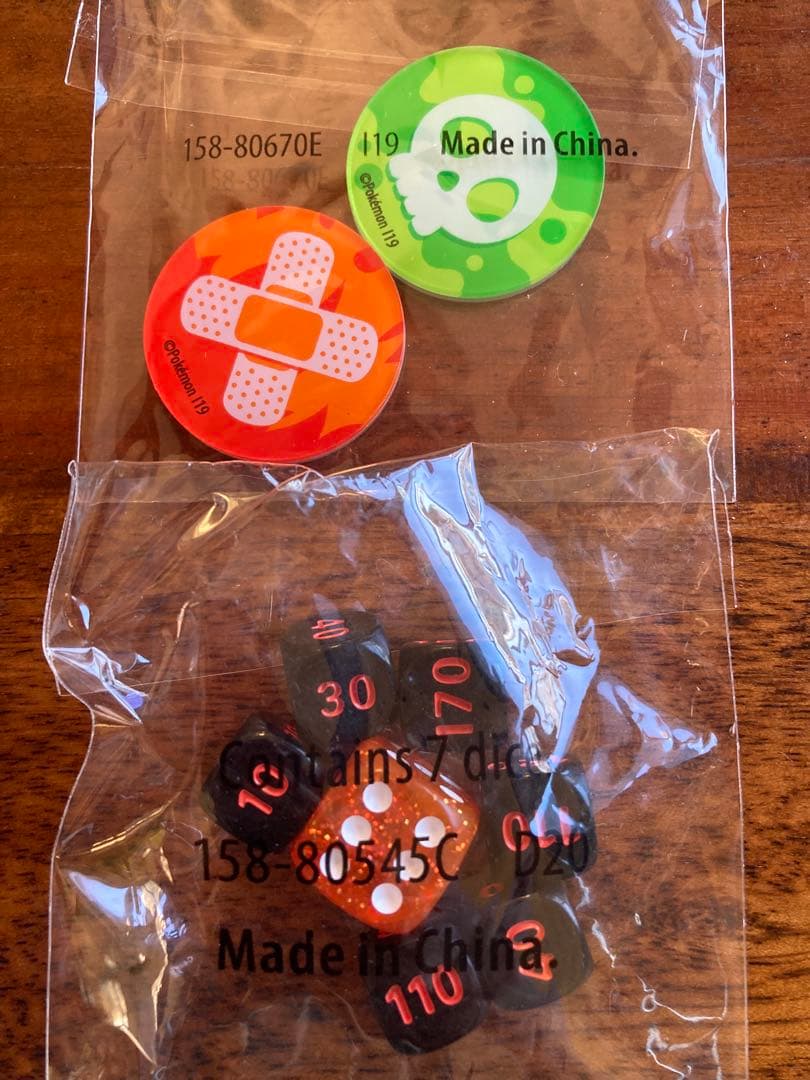 158-80670E I19 Made in China.
©Pokémon I19
©Pokémon I19
40
30
170
Contains 7 dice
10
158-80545C D20
Made in China.
110